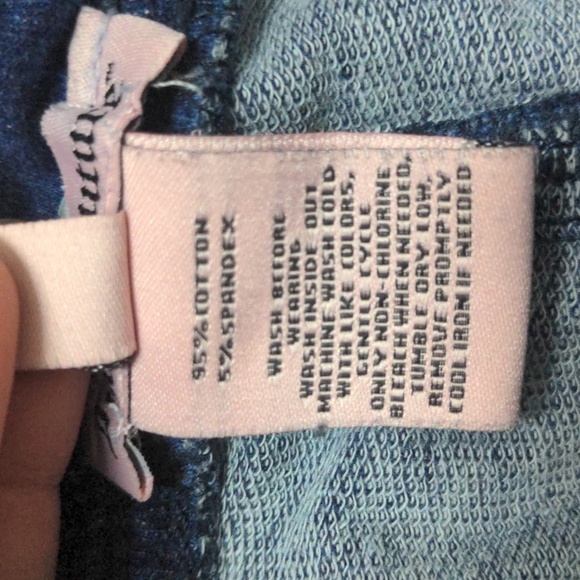 95% COTTON
5% SPANDEX
WASH BTTORE
WEARING
WASH INSIDE OUT
MACHINE WASH COLD
WITH LIKE COLORS,
GENTLE CYCLE
ONLY NON-CHLORINE
BLEACH WHEN NEEDED,
TUMBLE DRY LOW,
REMOVE PROMPTLY
COOL IRON IF NEEDED